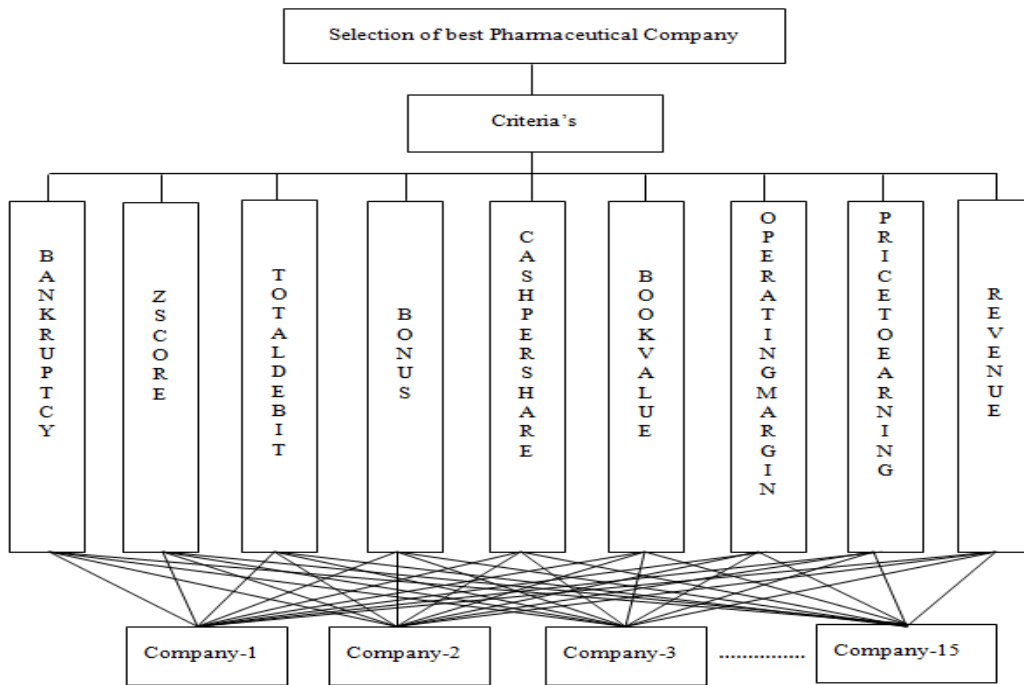 Selection of best Pharmaceutical Company
Criteria's
BANKRUPTCY
ZSCORE
TOTALDEBIT
BONUS
CASHPERSHARE
BOOKVALUE
OPERATINGMARGIN
PRICETOEARNING
REVENUE
Company-1
Company-2
Company-3
...............
Company-15